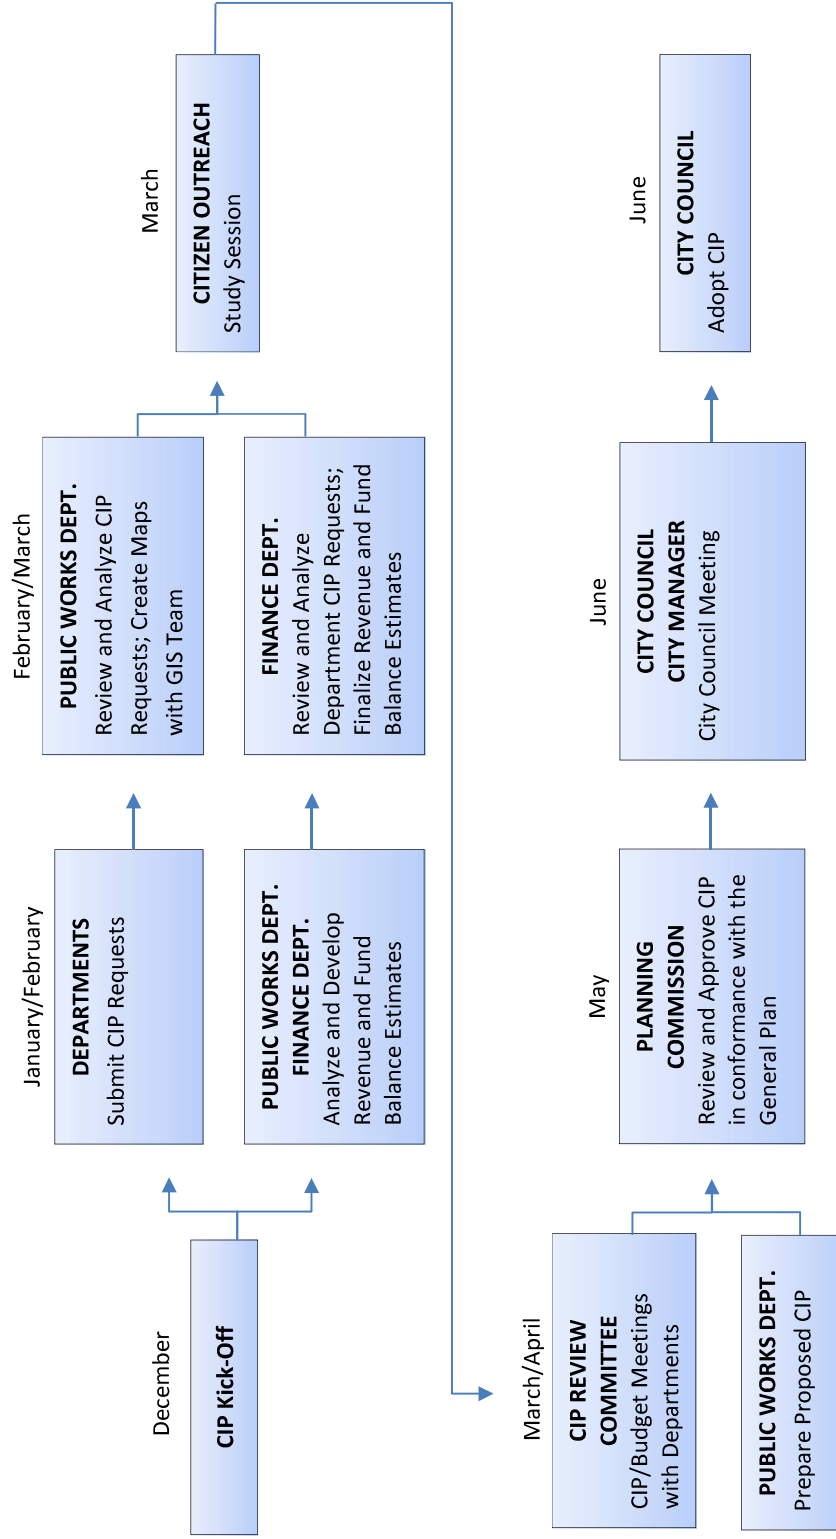 December
CIP Kick-Off
January/February
DEPARTMENTS
Submit CIP Requests
PUBLIC WORKS DEPT.
FINANCE DEPT.
Analyze and Develop
Revenue and Fund
Balance Estimates
February/March
PUBLIC WORKS DEPT.
Review and Analyze CIP
Requests; Create Maps
with GIS Team
FINANCE DEPT.
Review and Analyze
Department CIP Requests;
Finalize Revenue and Fund
Balance Estimates
March
CITIZEN OUTREACH
Study Session
March/April
CIP REVIEW
COMMITTEE
CIP/Budget Meetings
with Departments
PUBLIC WORKS DEPT.
Prepare Proposed CIP
May
PLANNING
COMMISSION
Review and Approve CIP
in conformance with the
General Plan
June
CITY COUNCIL
CITY MANAGER
City Council Meeting
June
CITY COUNCIL
Adopt CIP